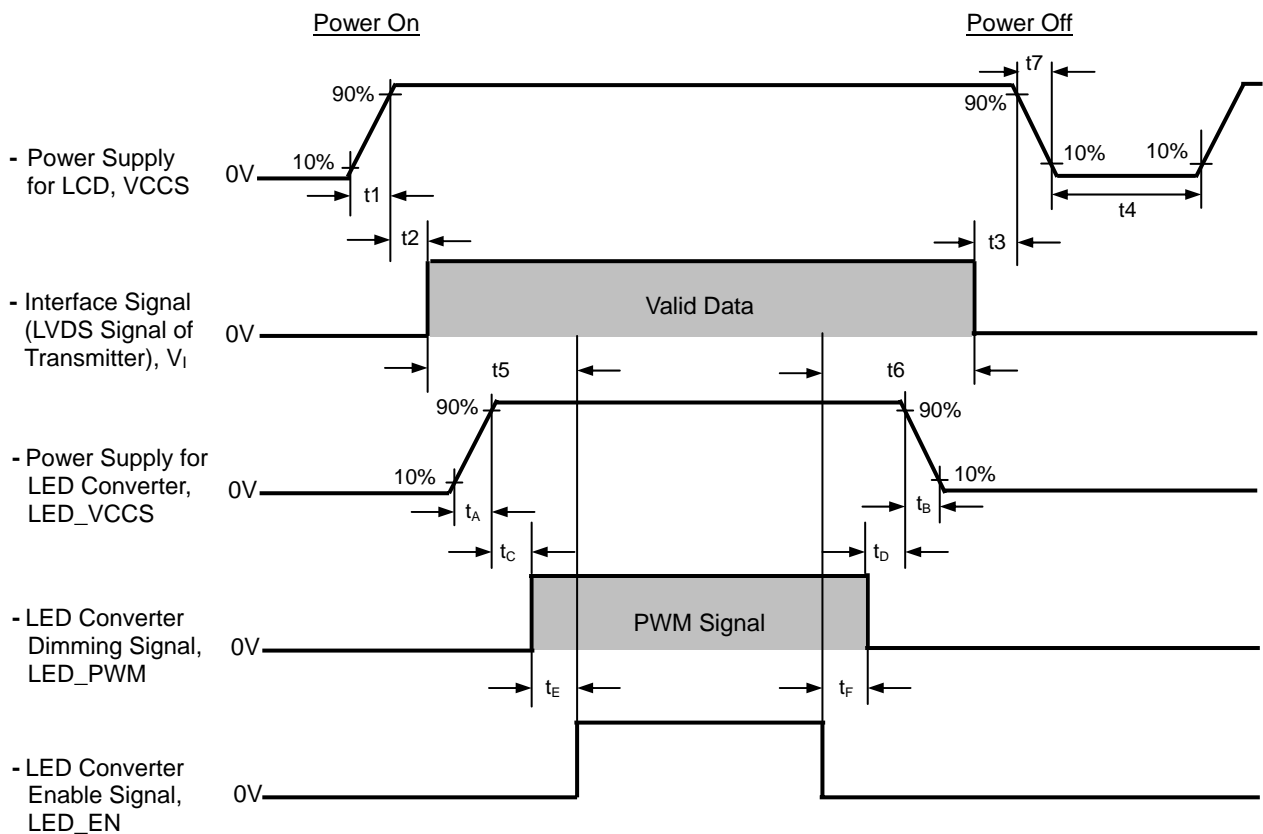 Power On
Power Off
t7
90%
90%
- Power Supply
for LCD, VCCS
10%
10%
10%
0V
t1
t4
t2
t3
- Interface Signal
(LVDS Signal of
Transmitter), VI
0V
Valid Data
t5
t6
90%
90%
- Power Supply for
LED Converter,
LED_VCCS
10%
10%
0V
tA
tB
tC
tD
- LED Converter
Dimming Signal,
LED_PWM
0V
PWM Signal
tE
tF
- LED Converter
Enable Signal,
LED_EN
0V